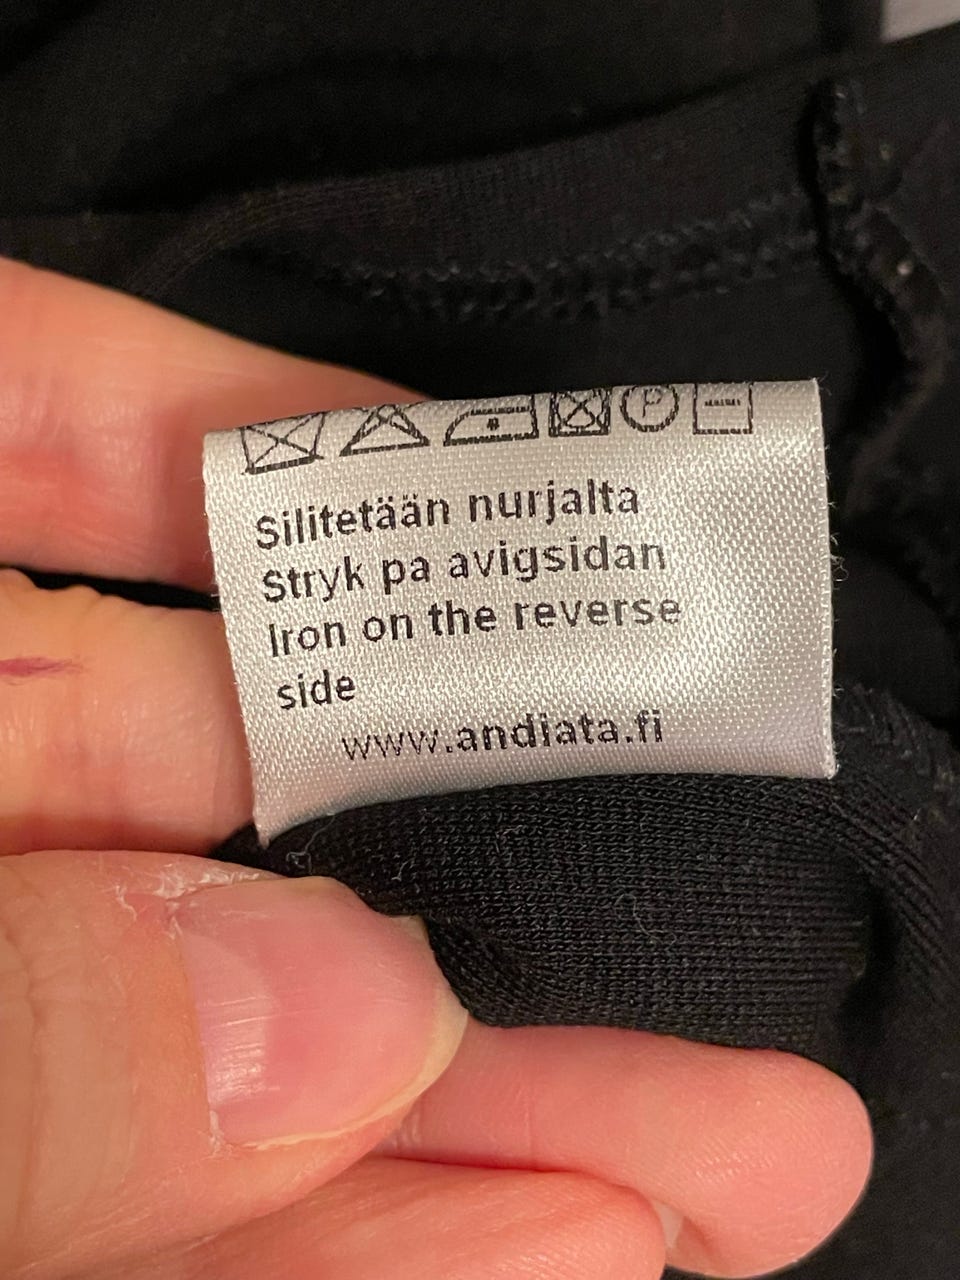 P
Silitetään nurjalta
Stryk pa avigsidan
Iron on the reverse
side
www.andiata.fi